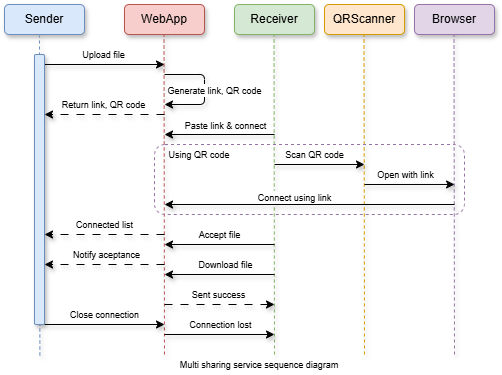 Sender
WebApp
Receiver
QRScanner
Browser
Upload file
Generate link, QR code
Return link, QR code
Paste link & connect
Using QR code
Scan QR code
Open with link
Connect using link
Connected list
Accept file
Notify aceptance
Download file
Sent success
Close connection
Connection lost
Multi sharing service sequence diagram